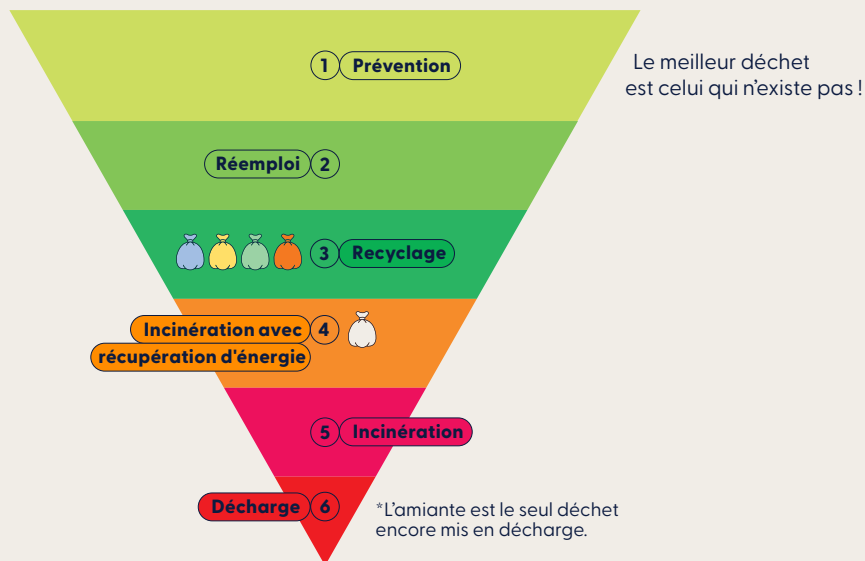 1 Prévention
Le meilleur déchet
est celui qui n'existe pas !
Réemploi 2
3 Recyclage
Incinération avec 4
récupération d'énergie
5 Incinération
Décharge 6
*L'amiante est le seul déchet
encore mis en décharge.